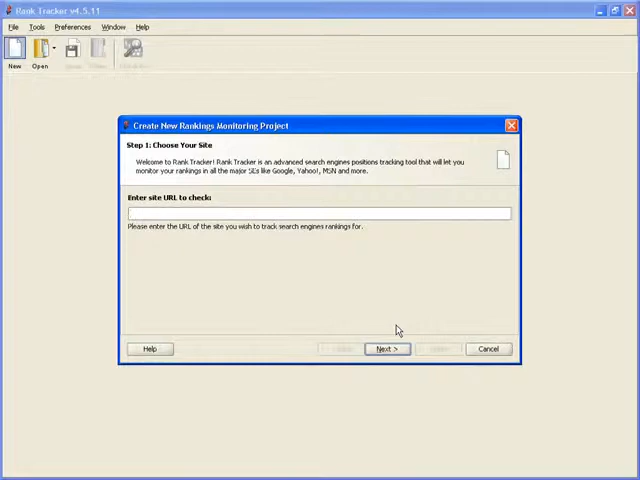 Rank Tracker v4.5.11
File Tools Preferences Window Help
New Open
Create New Rankings Monitoring Project
Step 1: Choose Your Site
Welcome to Rank Tracker! Rank Tracker is an advanced search engines positions tracking tool that will let you
monitor your rankings in all the major SEs like Google, Yahoo!, MSN and more.
Enter site URL to check:
Please enter the URL of the site you wish to track search engines rankings for.
Help Next > Cancel